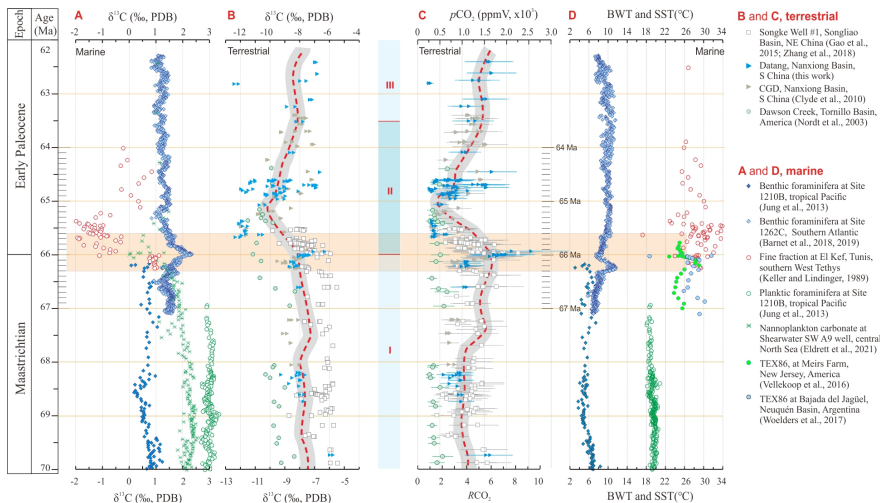 Epoch
Age
(Ma)
A
δ¹³C (‰, PDB)
B
δ¹³C (‰, PDB)
C
pCO₂ (ppmV, x10³)
D
BWT and SST(°C)
-2 -1 0 1 2 3
-10 -9 -8 -7 -6
0 0.5 1.0 1.5 2.0 2.5
2 6 10 14 18 22 26 30 34
Marine
Terrestrial
Terrestrial
Marine
Early Paleocene
Maastrichtian
62
63
64
65
66
67
68
69
70
III
II
I
64 Ma
65 Ma
66 Ma
67 Ma
-2 -1 0 1 2 3
-13 -12 -11 -10 -9 -8 -7 -6 -5
0 1 2 3 4 5 6 7 8 10
2 6 10 14 18 22 26 30 34
δ¹³C (‰, PDB)
δ¹³C (‰, PDB)
RCO₂
BWT and SST(°C)
B and C, terrestrial
Songke Well #1, Songliao
Basin, NE China (Gao et al.,
2015; Zhang et al., 2018)
Datang, Nanxiong Basin,
S China (this work)
CGD, Nanxiong Basin,
S China (Clyde et al., 2010)
Dawson Creek, Tornillo Basin,
America (Nordt et al., 2003)
A and D, marine
Benthic foraminifera at Site
1210B, tropical Pacific
(Jung et al., 2013)
Benthic foraminifera at Site
1262C, Southern Atlantic
(Barnet et al., 2018, 2019)
Fine fraction at El Kef, Tunis,
southern West Tethys
(Keller and Lindinger, 1989)
Planktic foraminifera at Site
1210B, tropical Pacific
(Jung et al., 2013)
Nannoplankton carbonate at
Shearwater SW A9 well, central
North Sea (Eldrett et al., 2021)
TEX86, at Meirs Farm,
New Jersey, America
(Vellekoop et al., 2016)
TEX86 at Bajada del Jagüel,
Neuquén Basin, Argentina
(Woelders et al., 2017)